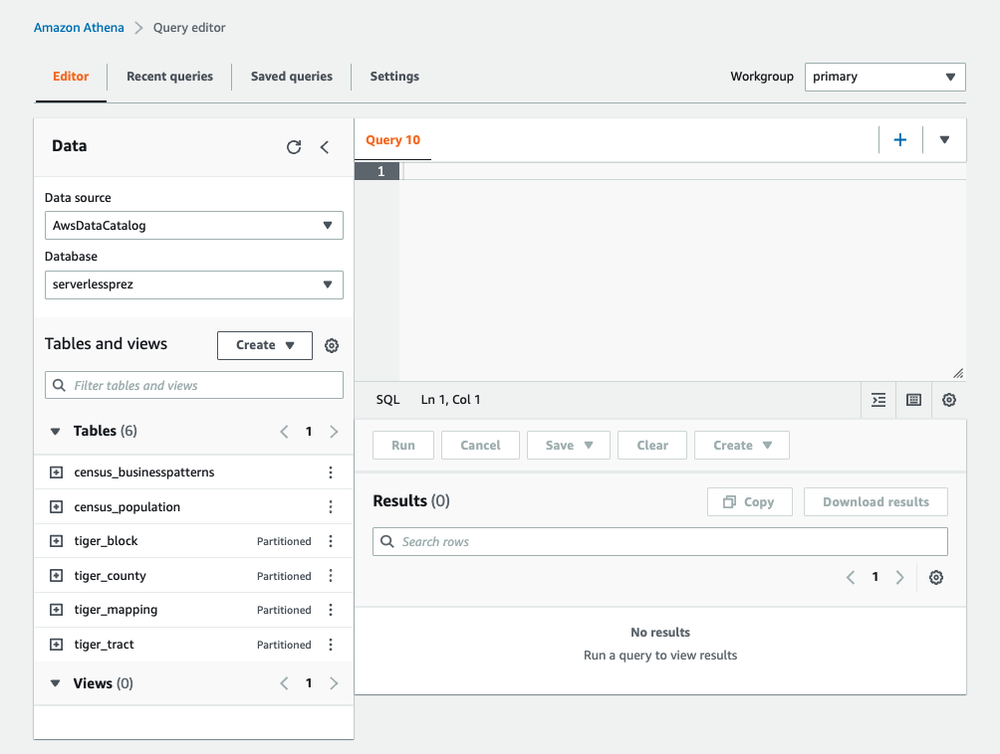 Amazon Athena > Query editor
Editor Recent queries Saved queries Settings Workgroup primary
Data
Data source
AwsDataCatalog
Database
serverlessprez
Tables and views Create
Filter tables and views
Tables (6) 1
census_businesspatterns
census_population
tiger_block Partitioned
tiger_county Partitioned
tiger_mapping Partitioned
tiger_tract Partitioned
Views (0) 1
Query 10
1
SQL Ln 1, Col 1
Run Cancel Save Clear Create
Results (0) Copy Download results
Search rows
1
No results
Run a query to view results